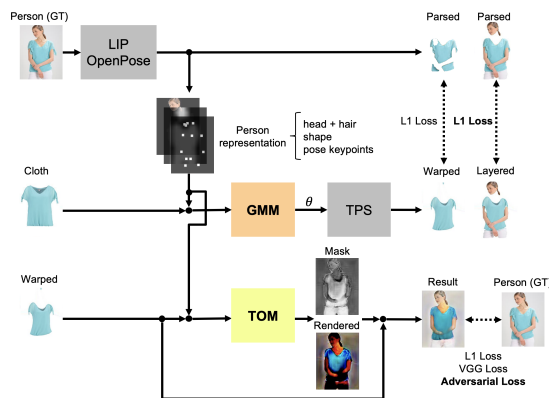 Person (GT)
LIP
OpenPose
Parsed
Parsed
L1 Loss
L1 Loss
Person
representation
head + hair
shape
pose keypoints
Cloth
Warped
Layered
GMM
θ
TPS
Warped
Mask
TOM
Rendered
Result
Person (GT)
L1 Loss
VGG Loss
Adversarial Loss